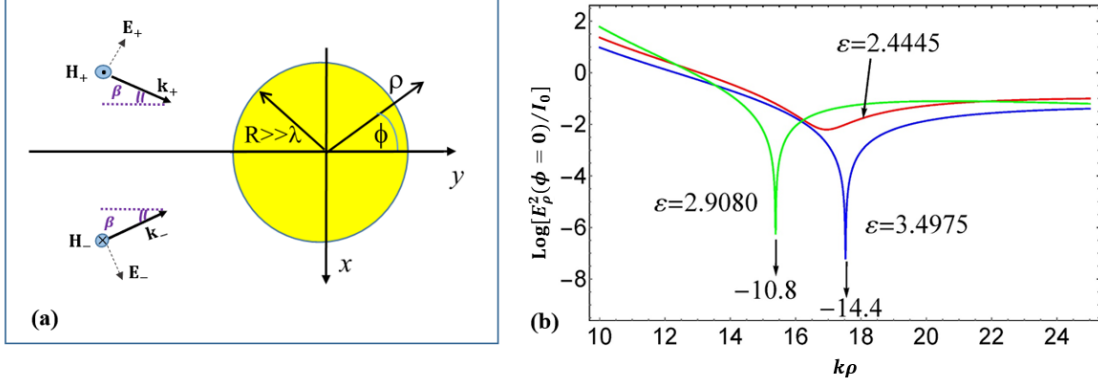 E₊
H₊
k₊
β
ρ
R>>λ
ϕ
y
β
H₋
k₋
E₋
x
(a)
(b)
Log[E²ρ(ϕ = 0)/I₀]
2
0
−2
−4
−6
−8
ε=2.4445
ε=2.9080
ε=3.4975
−10.8
−14.4
10 12 14 16 18 20 22 24
kρ